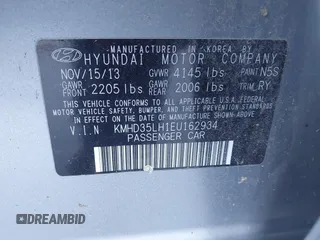 MANUFACTURED IN KOREA BY
HYUNDAI MOTOR COMPANY
NOV/15/13 GVWR 4145 lbs PAINT N5S
GAWR FRONT 2205 lbs GAWR REAR 2006 lbs TRIM RY
THIS VEHICLE CONFORMS TO ALL APPLICABLE
U.S.A. FEDERAL MOTOR VEHICLE SAFETY,
BUMPER, AND THEFT PREVENTION STANDARDS
IN EFFECT ON THE DATE OF
MANUFACTURE SHOWN ABOVE.
V.I.N KMHD35LH1EU162934
PASSENGER CAR
DREAMBID